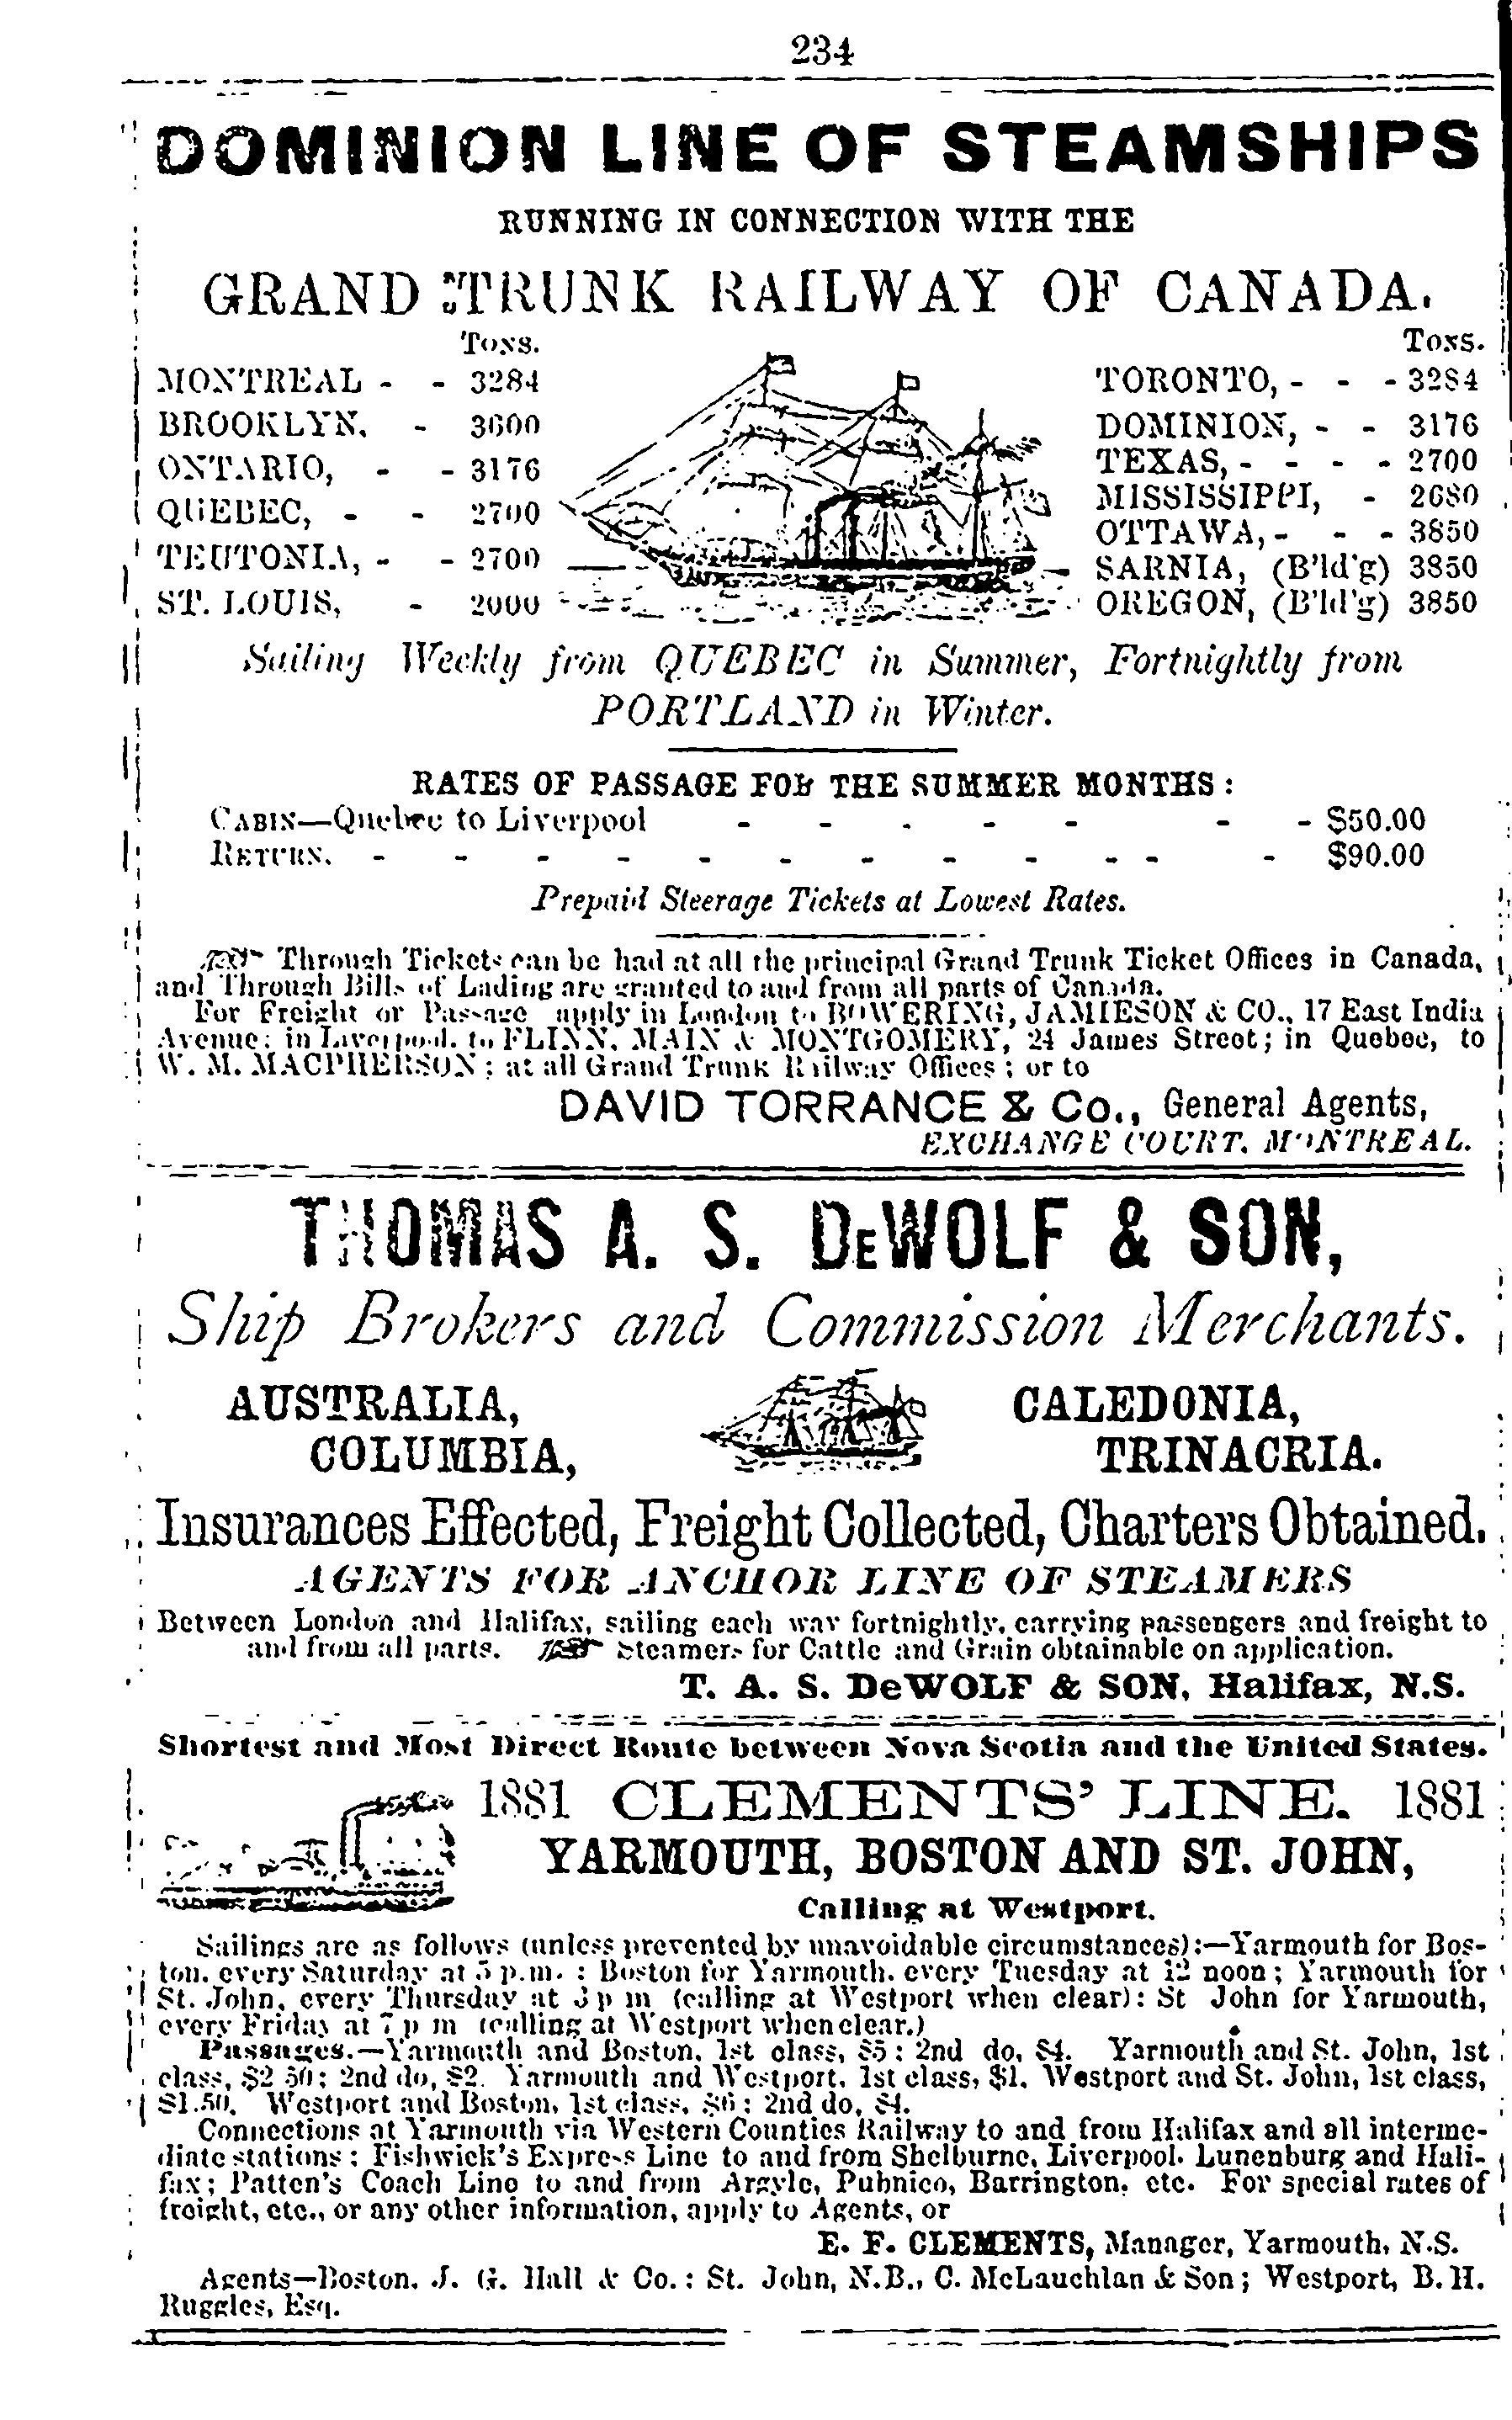 234
DOMINION LINE OF STEAMSHIPS
RUNNING IN CONNECTION WITH THE
GRAND TRUNK RAILWAY OF CANADA.
TONS.
MONTREAL - - 3284
BROOKLYN, - 3600
ONTARIO, - - 3176
QUEBEC, - - 2700
TEUTONIA, - - 2700
ST. LOUIS, - 2000
TONS.
TORONTO, - - - 3284
DOMINION, - - 3176
TEXAS, - - - - 2700
MISSISSIPPI, - 2680
OTTAWA, - - - 3850
SARNIA, (B'ld'g) 3850
OREGON, (B'ld'g) 3850
Sailing Weekly from QUEBEC in Summer, Fortnightly from
PORTLAND in Winter.
RATES OF PASSAGE FOR THE SUMMER MONTHS :
CABIN—Quebec to Liverpool - - - - - - - $50.00
RETURN. - - - - - - - - - - - - $90.00
Prepaid Steerage Tickets at Lowest Rates.
Through Tickets can be had at all the principal Grand Trunk Ticket Offices in Canada,
and Through Bills of Lading are granted to and from all parts of Canada.
For Freight or Passage apply in London to BOWERING, JAMIESON & CO., 17 East India
Avenue; in Liverpool, to FLINN, MAIN & MONTGOMERY, 24 James Street; in Quebec, to
W. M. MACPHERSON; at all Grand Trunk Railway Offices; or to
DAVID TORRANCE & Co., General Agents,
EXCHANGE COURT, MONTREAL.
THOMAS A. S. DEWOLF & SON,
Ship Brokers and Commission Merchants.
AUSTRALIA,
COLUMBIA,
CALEDONIA,
TRINACRIA.
Insurances Effected, Freight Collected, Charters Obtained.
AGENTS FOR ANCHOR LINE OF STEAMERS
Between London and Halifax, sailing each way fortnightly, carrying passengers and freight to
and from all parts. Steamers for Cattle and Grain obtainable on application.
T. A. S. DeWOLF & SON, Halifax, N.S.
Shortest and Most Direct Route between Nova Scotia and the United States.
1881 CLEMENTS' LINE. 1881
YARMOUTH, BOSTON AND ST. JOHN,
Calling at Westport.
Sailings are as follows (unless prevented by unavoidable circumstances):—Yarmouth for Bos-
ton, every Saturday at 5 p.m. : Boston for Yarmouth, every Tuesday at 12 noon; Yarmouth for
St. John, every Thursday at 3 p m (calling at Westport when clear): St John for Yarmouth,
every Friday at 7 p m (calling at Westport when clear.)
Passages.—Yarmouth and Boston, 1st class, $5; 2nd do, $4. Yarmouth and St. John, 1st
class, $2 50; 2nd do, $2. Yarmouth and Westport, 1st class, $1. Westport and St. John, 1st class,
$1.50. Westport and Boston, 1st class, $6; 2nd do, $4.
Connections at Yarmouth via Western Counties Railway to and from Halifax and all interme-
diate stations; Fishwick's Express Line to and from Shelburne, Liverpool, Lunenburg and Hali-
fax; Patten's Coach Line to and from Argyle, Pubnico, Barrington, etc. For special rates of
freight, etc., or any other information, apply to Agents, or
E. F. CLEMENTS, Manager, Yarmouth, N.S.
Agents—Boston, J. G. Hall & Co.: St. John, N.B., C. McLauchlan & Son; Westport, B. H.
Ruggles, Esq.